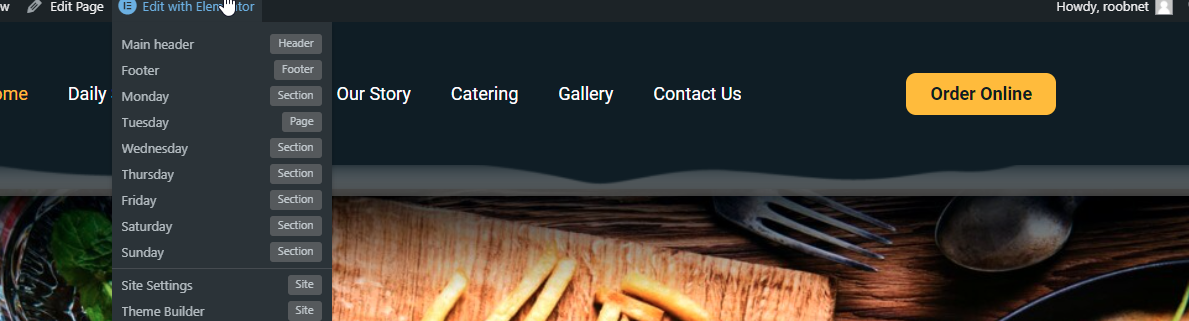 w Edit Page Edit with Elementor Howdy, roobnet
Main header Header
Footer Footer
Monday Section
Tuesday Page
Wednesday Section
Thursday Section
Friday Section
Saturday Section
Sunday Section
Site Settings Site
Theme Builder Site
ome Daily Our Story Catering Gallery Contact Us Order Online